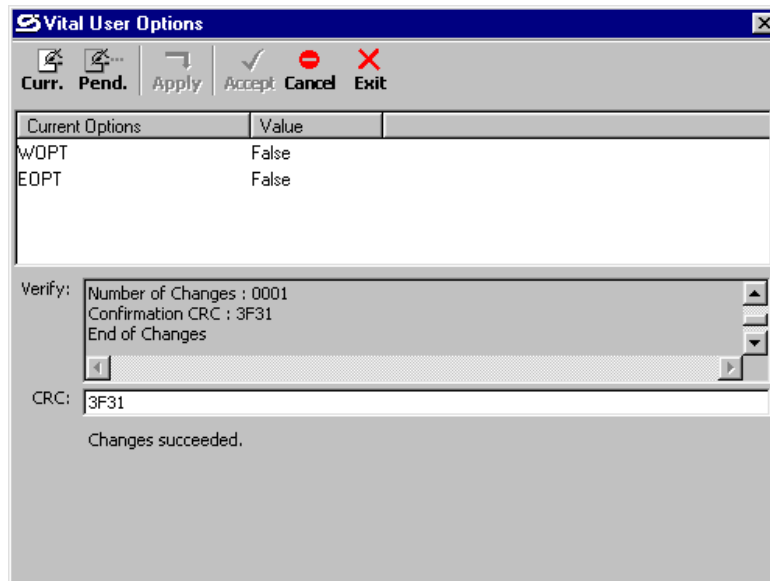 Vital User Options
Curr. Pend. Apply Accept Cancel Exit
Current Options Value
WOPT False
EOPT False
Verify: Number of Changes : 0001
Confirmation CRC : 3F31
End of Changes
CRC: 3F31
Changes succeeded.